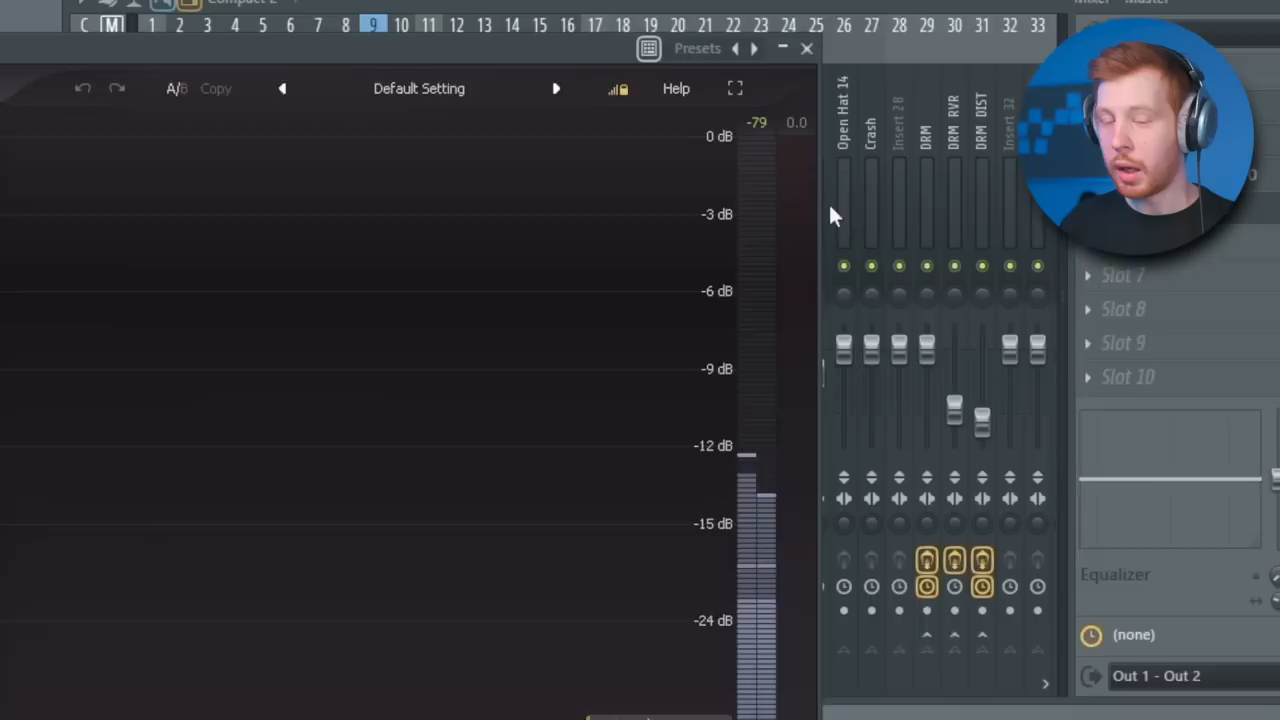 Compact 2
Mixer - Master
C M 1 2 3 4 5 6 7 8 9 10 11 12 13 14 15 16 17 18 19 20 21 22 23 24 25 26 27 28 29 30 31 32 33
Presets
A/B Copy Default Setting Help
-79 0.0
0 dB
-3 dB
-6 dB
-9 dB
-12 dB
-15 dB
-24 dB
Open Hat 14
Crash
Insert 28
DRM
DRM RVR
DRM DIST
Insert 32
Slot 7
Slot 8
Slot 9
Slot 10
Equalizer
(none)
Out 1 - Out 2